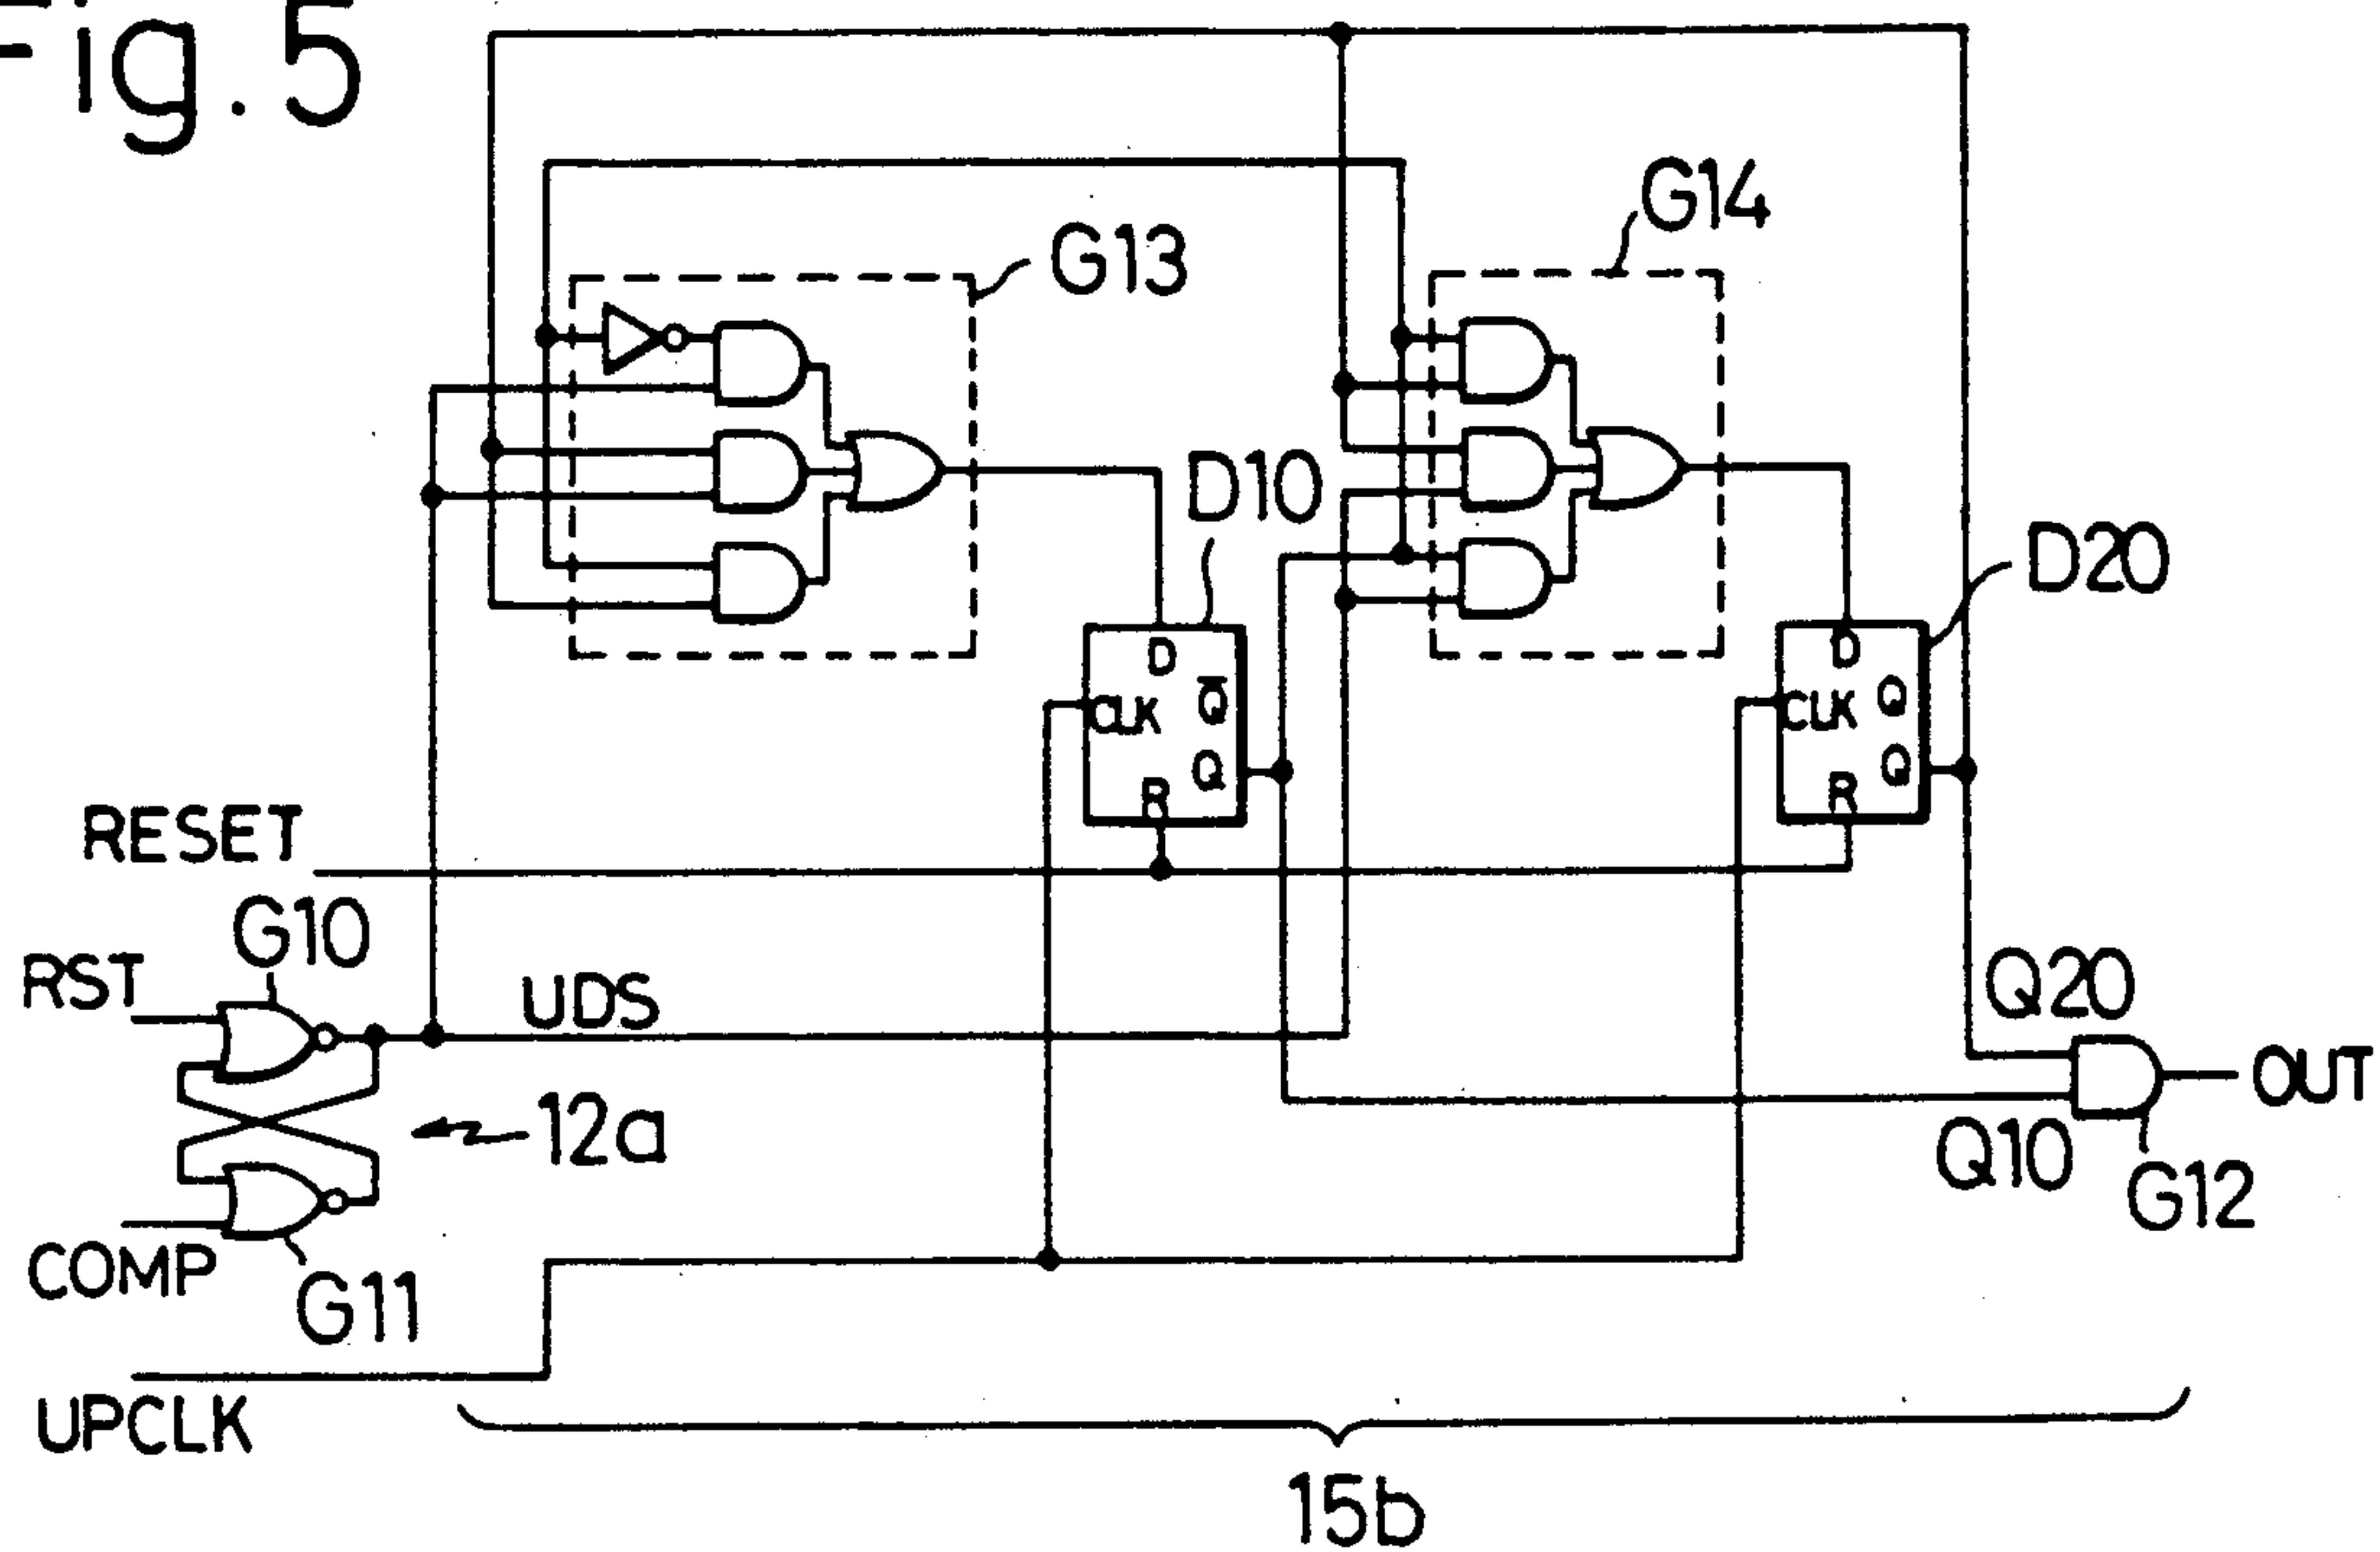 Fig. 5
G14
G13
D10
D20
D
CLK
Q̅
Q
R
D
CLK
Q
Q
R
RESET
G10
RST
UDS
Q20
OUT
12a
Q10
G12
COMP
G11
UPCLK
15b